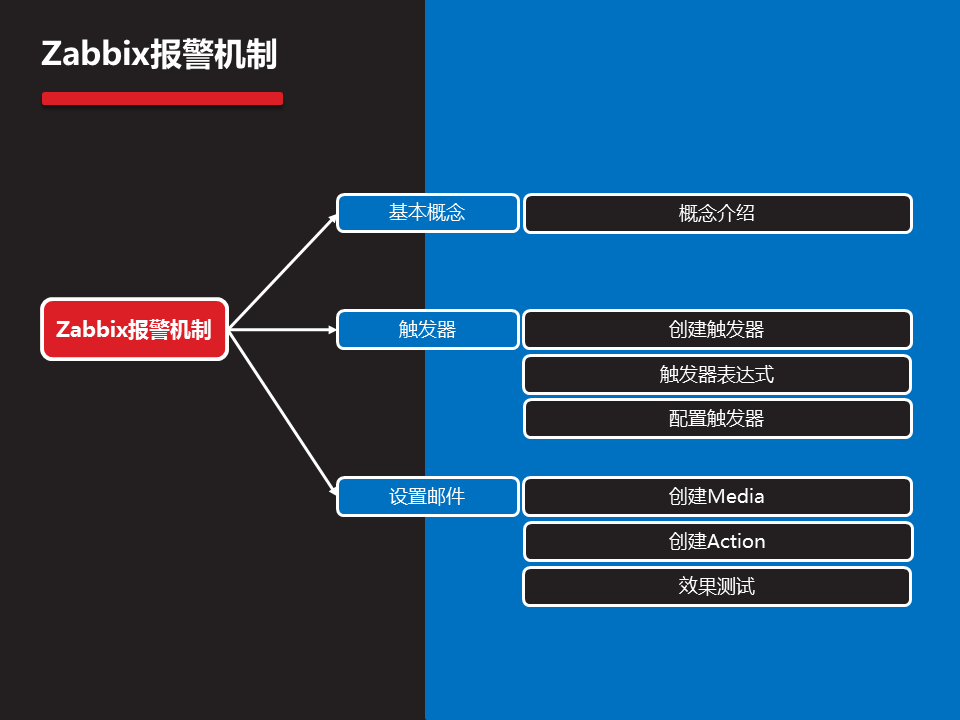 Zabbix报警机制
基本概念
概念介绍
Zabbix报警机制
触发器
创建触发器
触发器表达式
配置触发器
设置邮件
创建Media
创建Action
效果测试